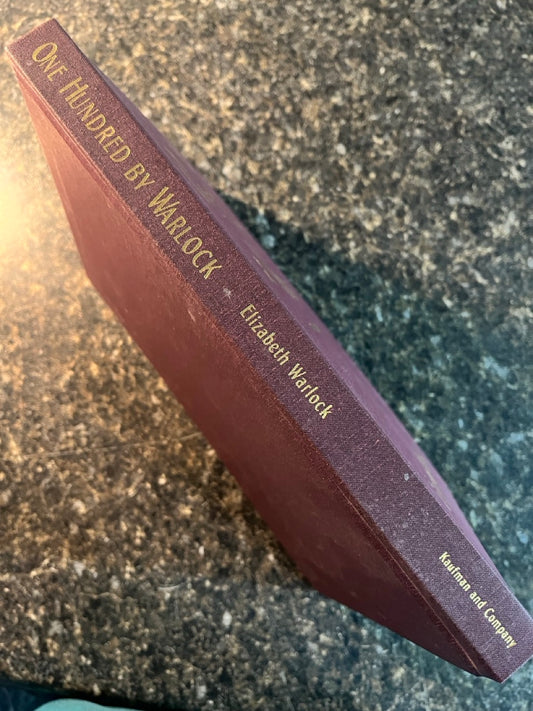 ONE HUNDRED BY WARLOCK
Elizabeth Warlock
Kaufman and Company